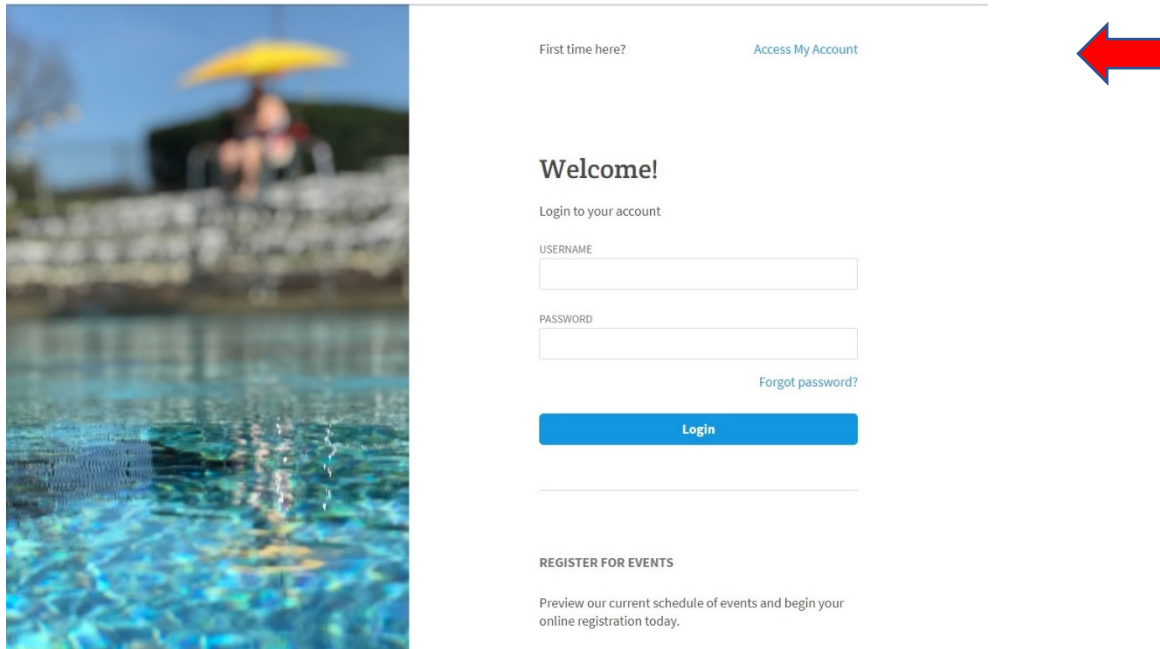 First time here? Access My Account
Welcome!
Login to your account
USERNAME
PASSWORD
Forgot password?
Login
REGISTER FOR EVENTS
Preview our current schedule of events and begin your
online registration today.